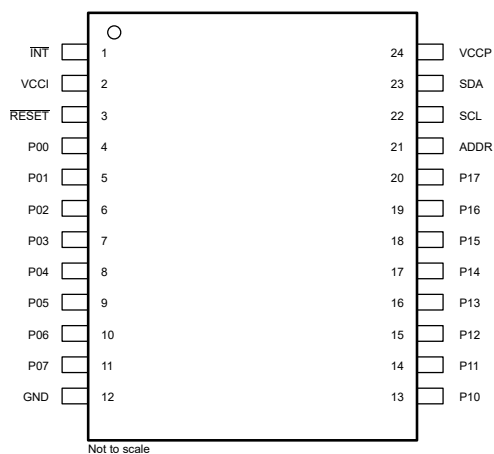 INT 1 24 VCCP
VCCI 2 23 SDA
RESET 3 22 SCL
P00 4 21 ADDR
P01 5 20 P17
P02 6 19 P16
P03 7 18 P15
P04 8 17 P14
P05 9 16 P13
P06 10 15 P12
P07 11 14 P11
GND 12 13 P10
Not to scale